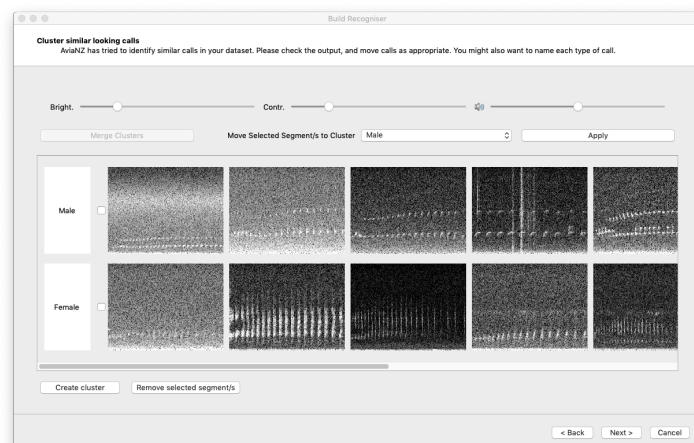 Build Recogniser
Cluster similar looking calls
AviaNZ has tried to identify similar calls in your dataset. Please check the output, and move calls as appropriate. You might also want to name each type of call.
Bright.
Contr.
Merge Clusters
Move Selected Segment/s to Cluster
Male
Apply
Male
Female
Create cluster
Remove selected segment/s
< Back
Next >
Cancel